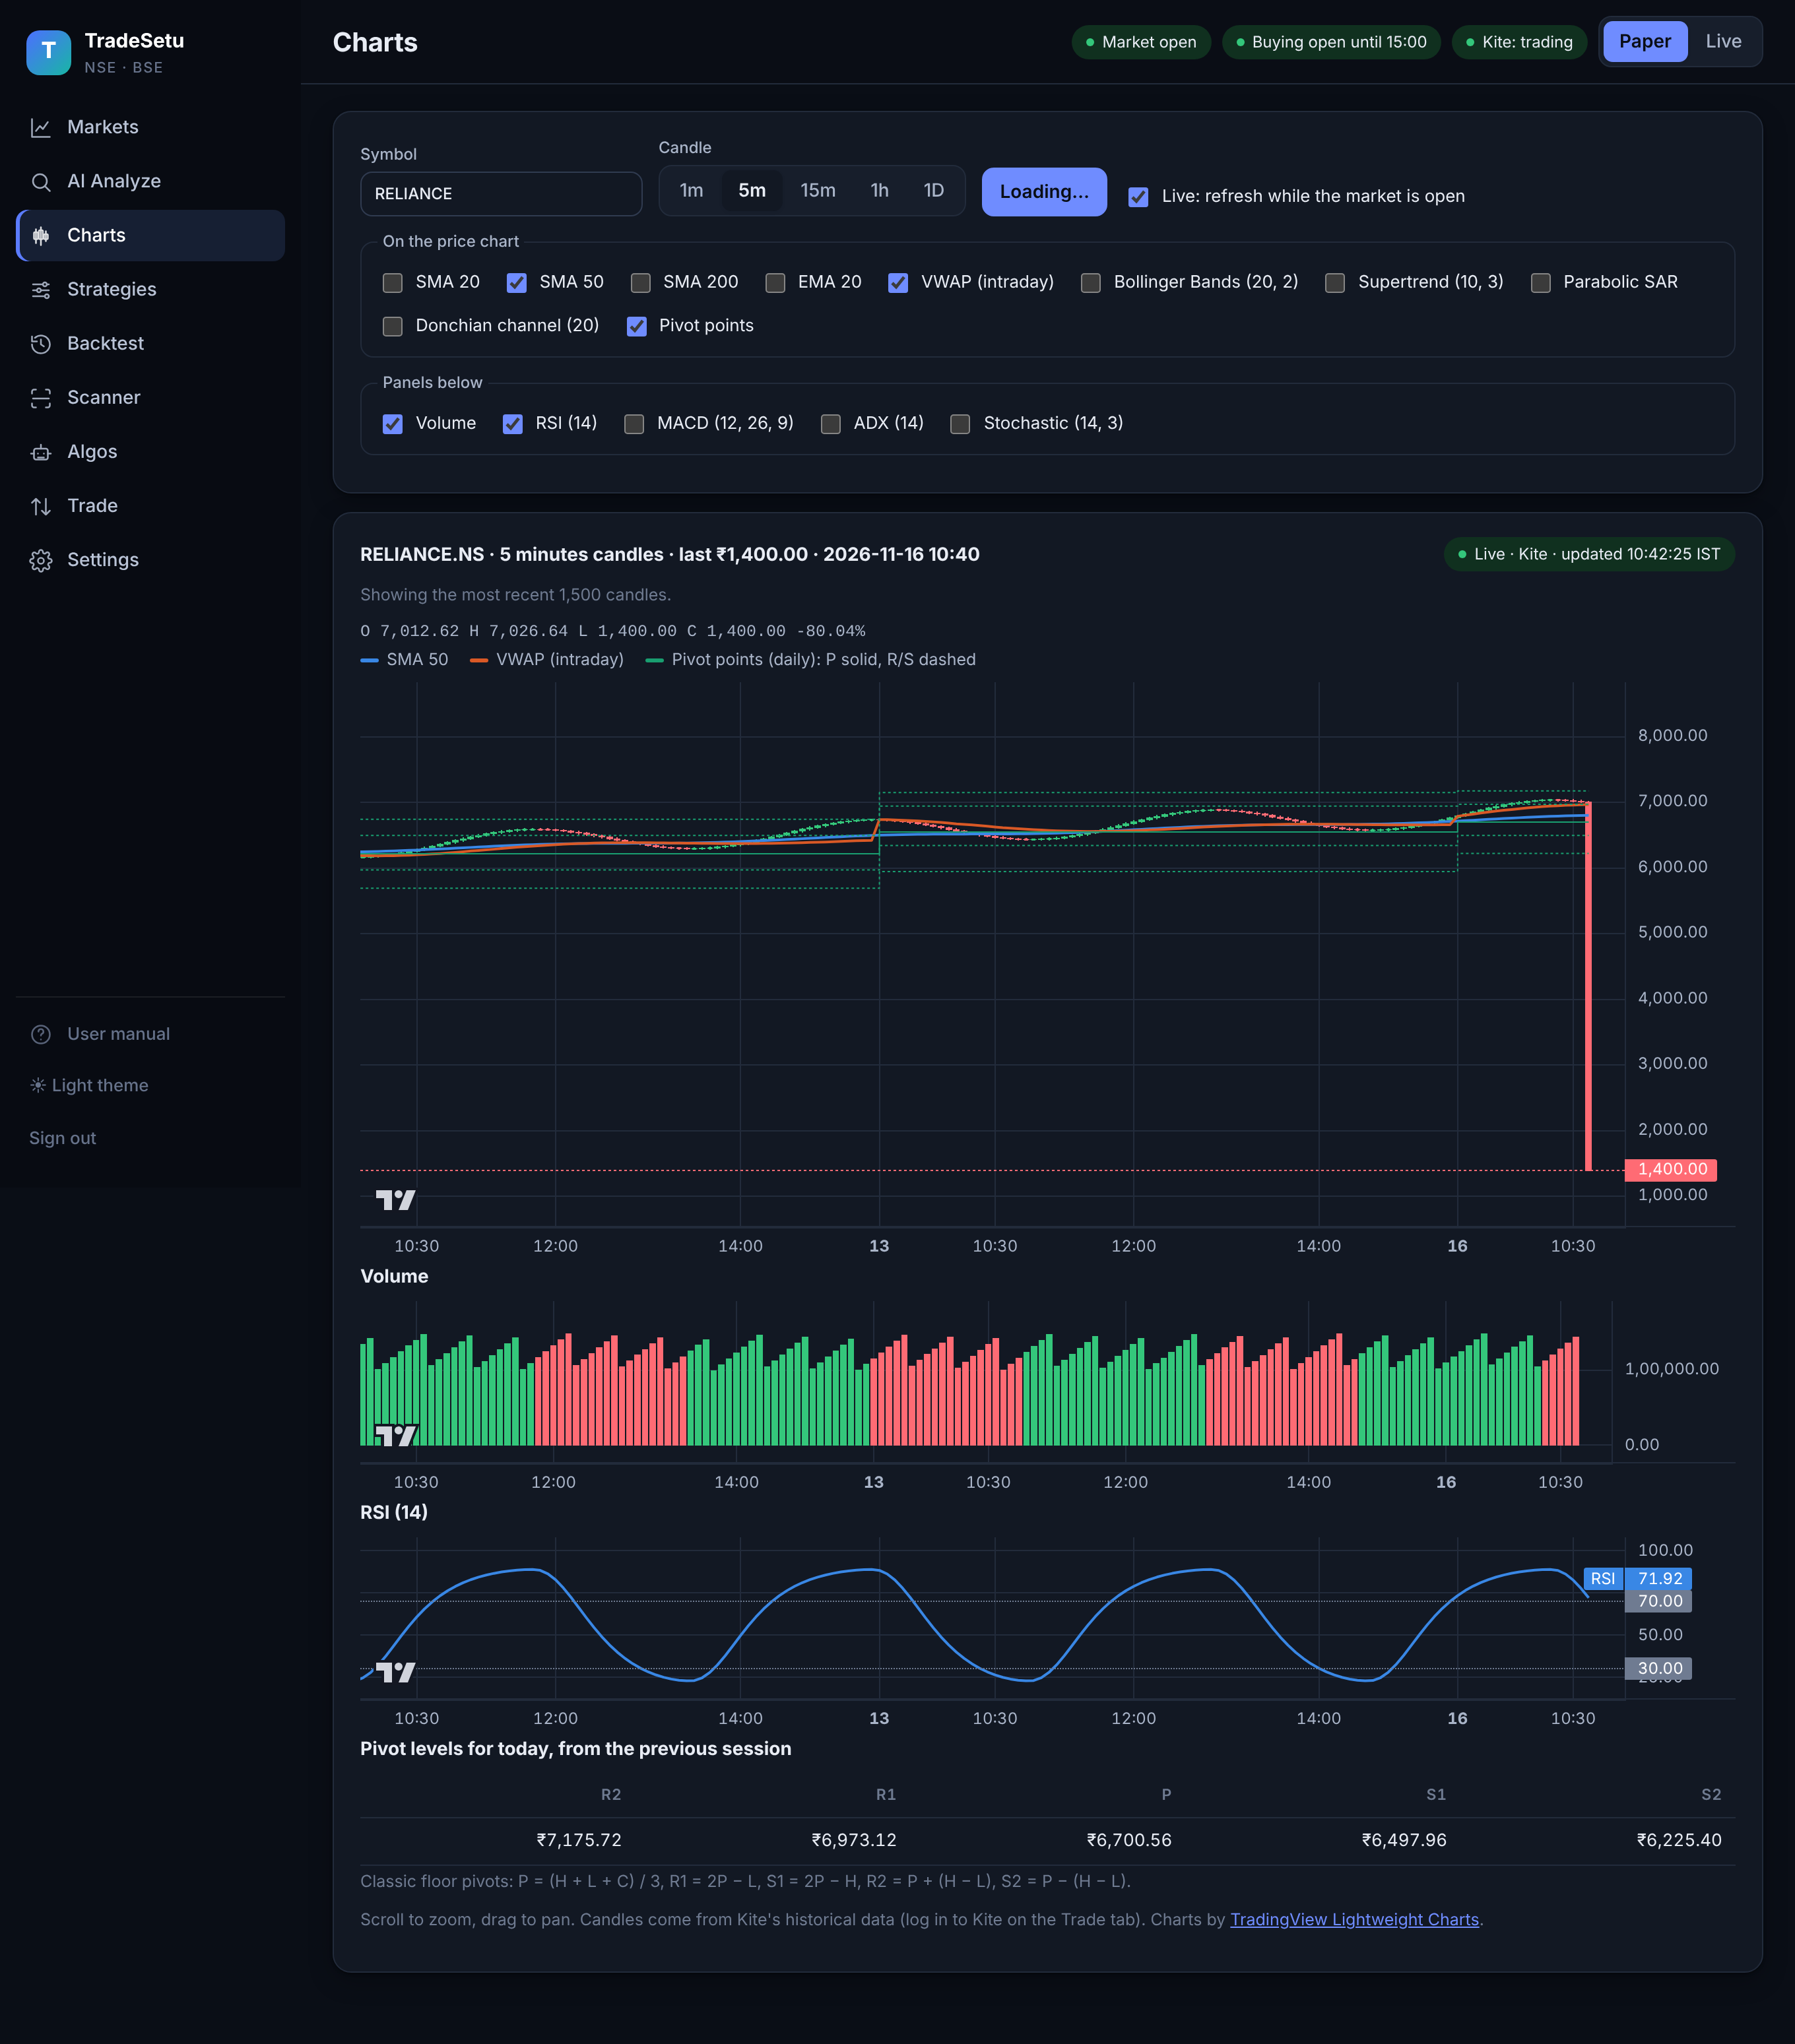 T
TradeSetu
NSE · BSE
Markets
AI Analyze
Charts
Strategies
Backtest
Scanner
Algos
Trade
Settings
User manual
Light theme
Sign out
Charts
Market open
Buying open until 15:00
Kite: trading
Paper
Live
Symbol
RELIANCE
Candle
1m 5m 15m 1h 1D
Loading...
Live: refresh while the market is open
On the price chart
SMA 20 SMA 50 SMA 200 EMA 20 VWAP (intraday) Bollinger Bands (20, 2) Supertrend (10, 3) Parabolic SAR
Donchian channel (20) Pivot points
Panels below
Volume RSI (14) MACD (12, 26, 9) ADX (14) Stochastic (14, 3)
RELIANCE.NS · 5 minutes candles · last ₹1,400.00 · 2026-11-16 10:40
Live · Kite · updated 10:42:25 IST
Showing the most recent 1,500 candles.
O 7,012.62 H 7,026.64 L 1,400.00 C 1,400.00 -80.04%
SMA 50 VWAP (intraday) Pivot points (daily): P solid, R/S dashed
8,000.00
7,000.00
6,000.00
5,000.00
4,000.00
3,000.00
2,000.00
1,400.00
1,000.00
10:30 12:00 14:00 13 10:30 12:00 14:00 16 10:30
Volume
1,00,000.00
0.00
10:30 12:00 14:00 13 10:30 12:00 14:00 16 10:30
RSI (14)
100.00
RSI 71.92
70.00
50.00
30.00
10:30 12:00 14:00 13 10:30 12:00 14:00 16 10:30
Pivot levels for today, from the previous session
R2 R1 P S1 S2
₹7,175.72 ₹6,973.12 ₹6,700.56 ₹6,497.96 ₹6,225.40
Classic floor pivots: P = (H + L + C) / 3, R1 = 2P − L, S1 = 2P − H, R2 = P + (H − L), S2 = P − (H − L).
Scroll to zoom, drag to pan. Candles come from Kite's historical data (log in to Kite on the Trade tab). Charts by TradingView Lightweight Charts.